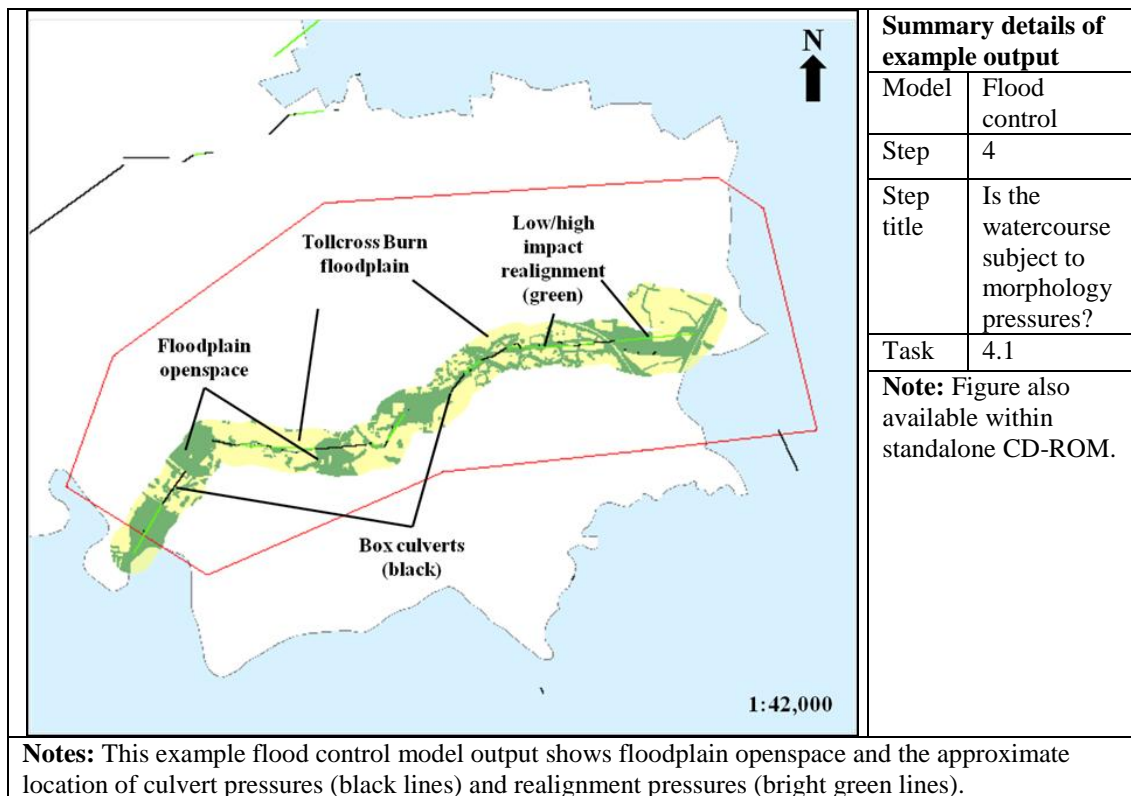 N
Tollcross Burn
floodplain
Low/high
impact
realignment
(green)
Floodplain
openspace
Box culverts
(black)
1:42,000
Summary details of
example output
Model
Flood
control
Step
4
Step
title
Is the
watercourse
subject to
morphology
pressures?
Task
4.1
Note: Figure also
available within
standalone CD-ROM.
Notes: This example flood control model output shows floodplain openspace and the approximate
location of culvert pressures (black lines) and realignment pressures (bright green lines).